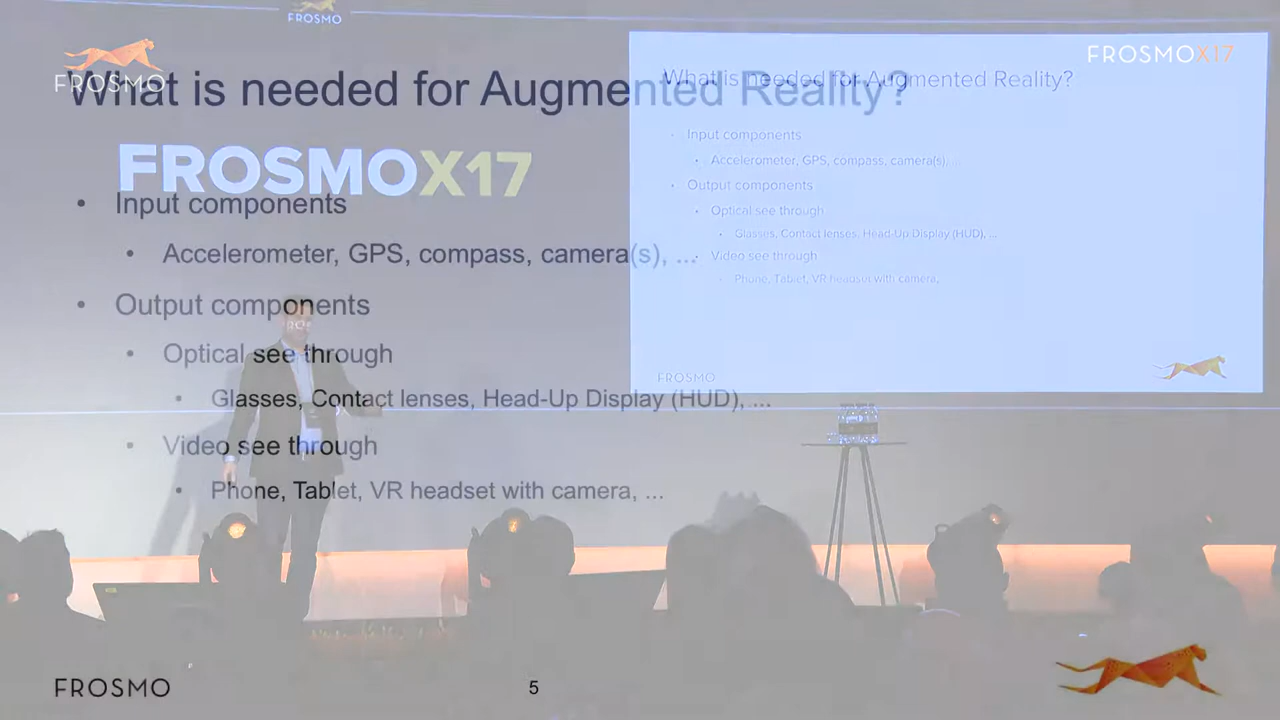 FROSMO
FROSMO
FROSMOX17
What is needed for Augmented Reality?
FROSMOX17
• Input components
• Accelerometer, GPS, compass, camera(s), ...
• Output components
• Optical see through
• Glasses, Contact lenses, Head-Up Display (HUD), ...
• Video see through
• Phone, Tablet, VR headset with camera, ...
What is needed for Augmented Reality?
• Input components
• Accelerometer, GPS, compass, camera(s), ...
• Output components
• Optical see through
• Glasses, Contact lenses, Head-Up Display (HUD), ...
• Video see through
• Phone, Tablet, VR headset with camera,
FROSMO
FROSMO
5